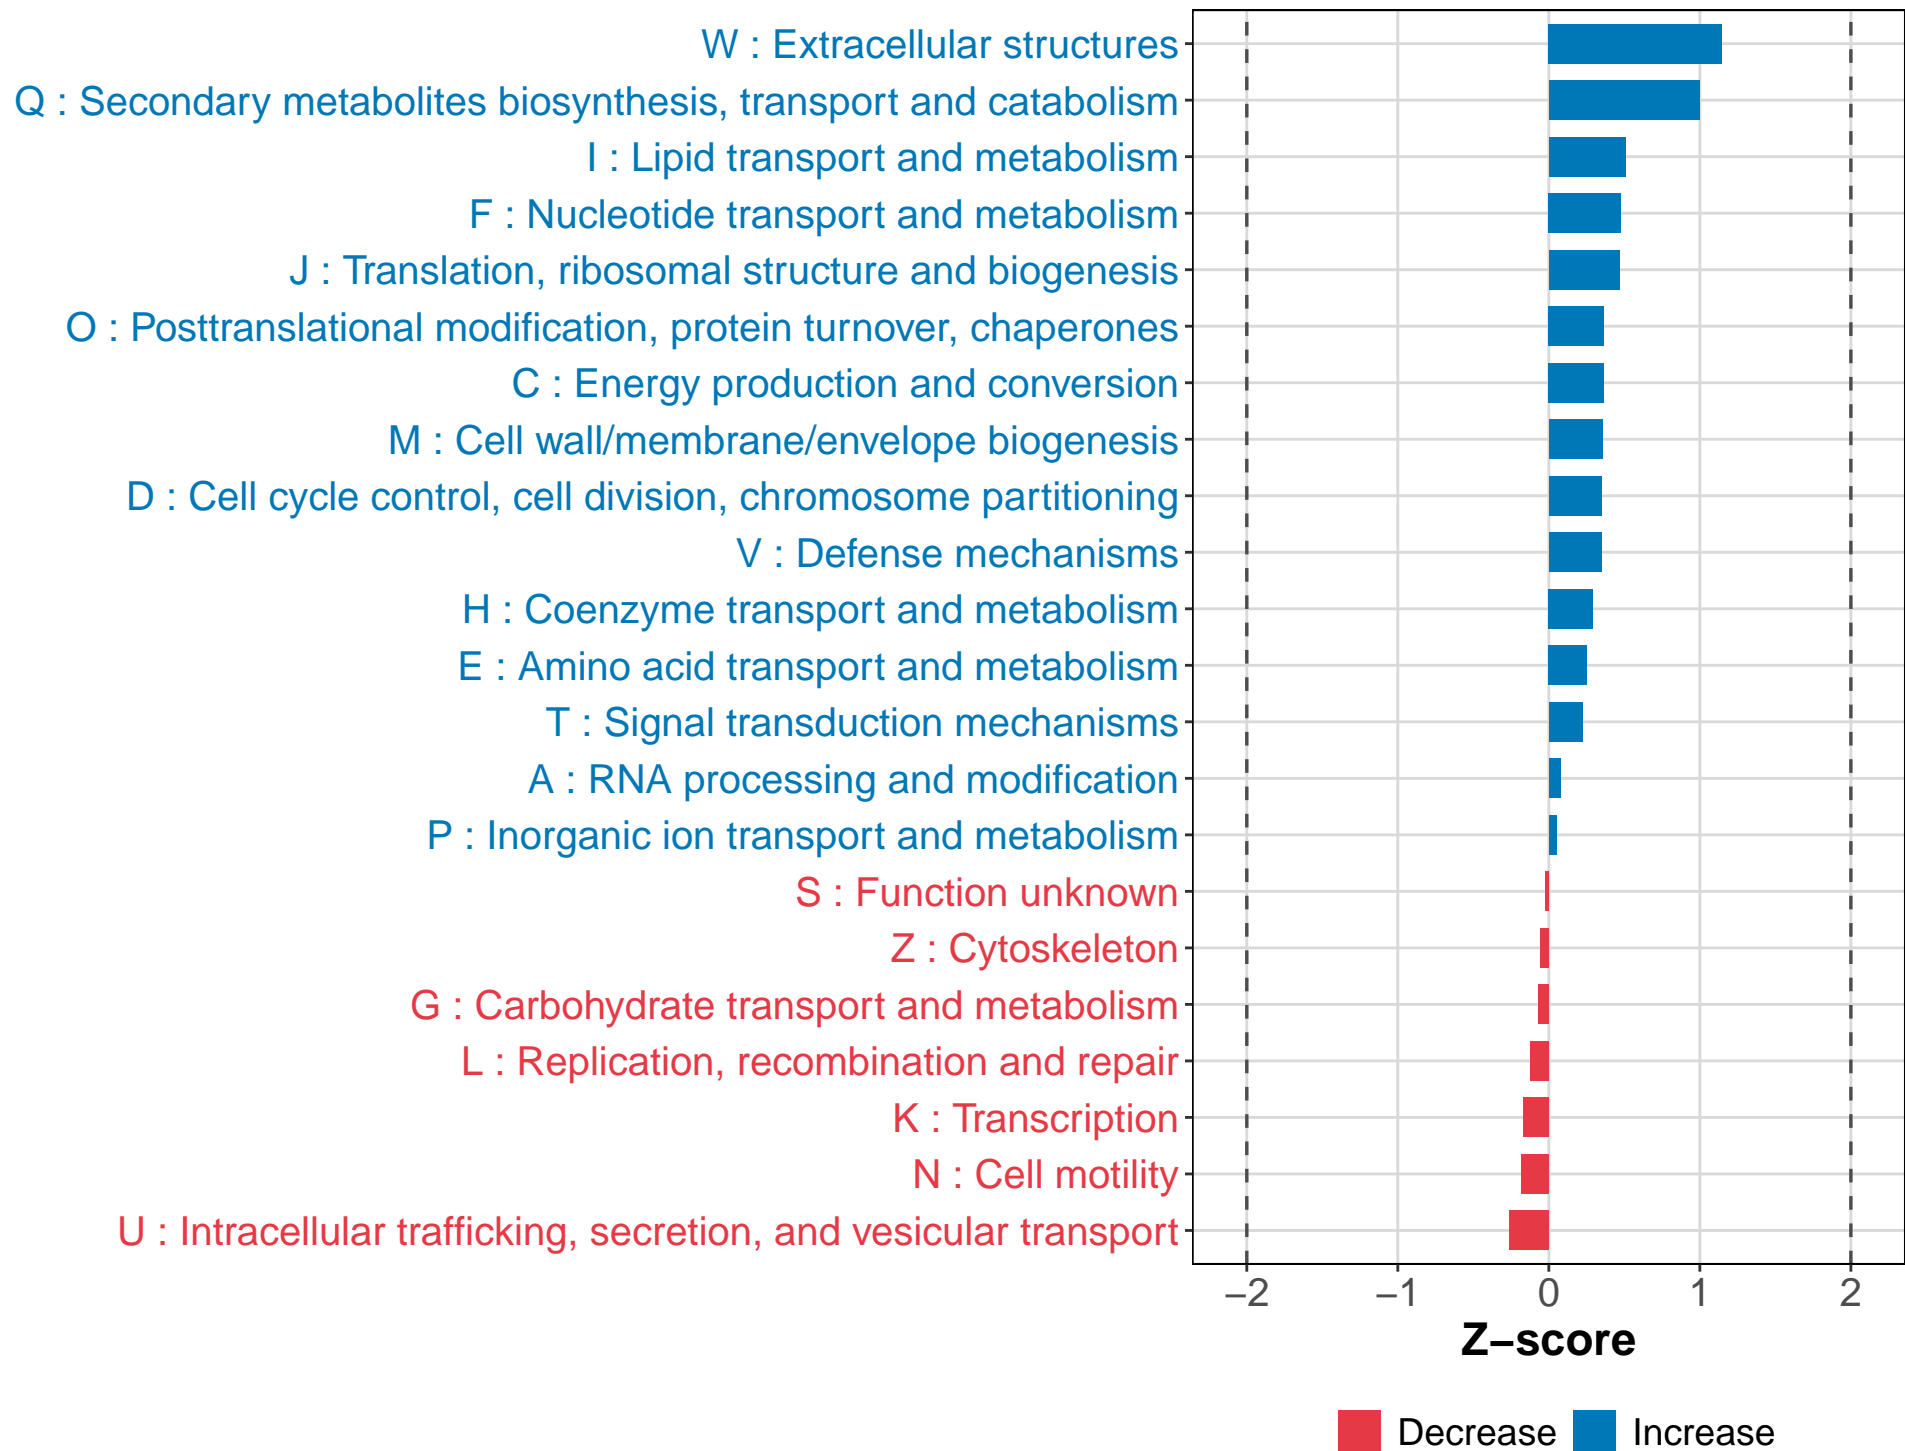 W : Extracellular structures
Q : Secondary metabolites biosynthesis, transport and catabolism
I : Lipid transport and metabolism
F : Nucleotide transport and metabolism
J : Translation, ribosomal structure and biogenesis
O : Posttranslational modification, protein turnover, chaperones
C : Energy production and conversion
M : Cell wall/membrane/envelope biogenesis
D : Cell cycle control, cell division, chromosome partitioning
V : Defense mechanisms
H : Coenzyme transport and metabolism
E : Amino acid transport and metabolism
T : Signal transduction mechanisms
A : RNA processing and modification
P : Inorganic ion transport and metabolism
S : Function unknown
Z : Cytoskeleton
G : Carbohydrate transport and metabolism
L : Replication, recombination and repair
K : Transcription
N : Cell motility
U : Intracellular trafficking, secretion, and vesicular transport
−2 −1 0 1 2
Z−score
Decrease Increase